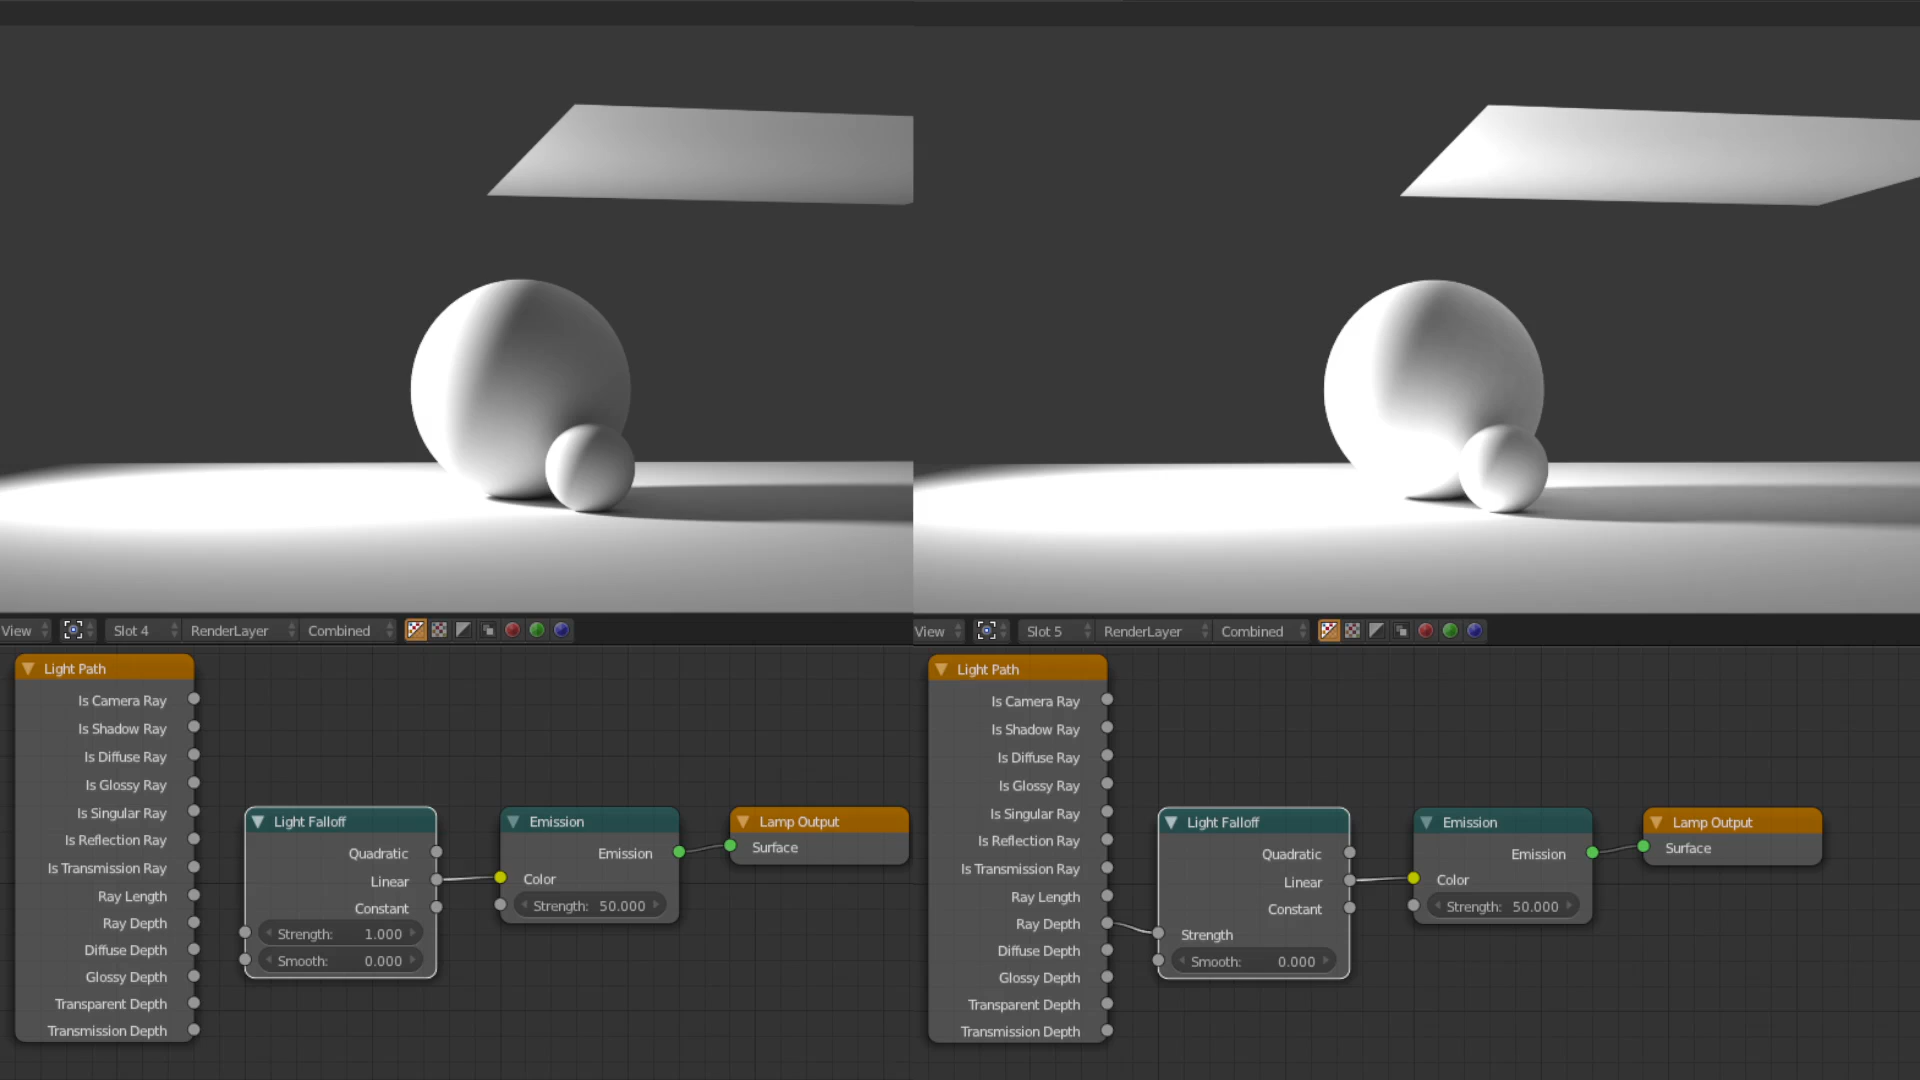 View Slot 4 RenderLayer Combined
Light Path
Is Camera Ray
Is Shadow Ray
Is Diffuse Ray
Is Glossy Ray
Is Singular Ray
Is Reflection Ray
Is Transmission Ray
Ray Length
Ray Depth
Diffuse Depth
Glossy Depth
Transparent Depth
Transmission Depth
Light Falloff
Quadratic
Linear
Constant
Strength: 1.000
Smooth: 0.000
Emission
Emission
Color
Strength: 50.000
Lamp Output
Surface
View Slot 5 RenderLayer Combined
Light Path
Is Camera Ray
Is Shadow Ray
Is Diffuse Ray
Is Glossy Ray
Is Singular Ray
Is Reflection Ray
Is Transmission Ray
Ray Length
Ray Depth
Diffuse Depth
Glossy Depth
Transparent Depth
Transmission Depth
Light Falloff
Quadratic
Linear
Constant
Strength
Smooth: 0.000
Emission
Emission
Color
Strength: 50.000
Lamp Output
Surface